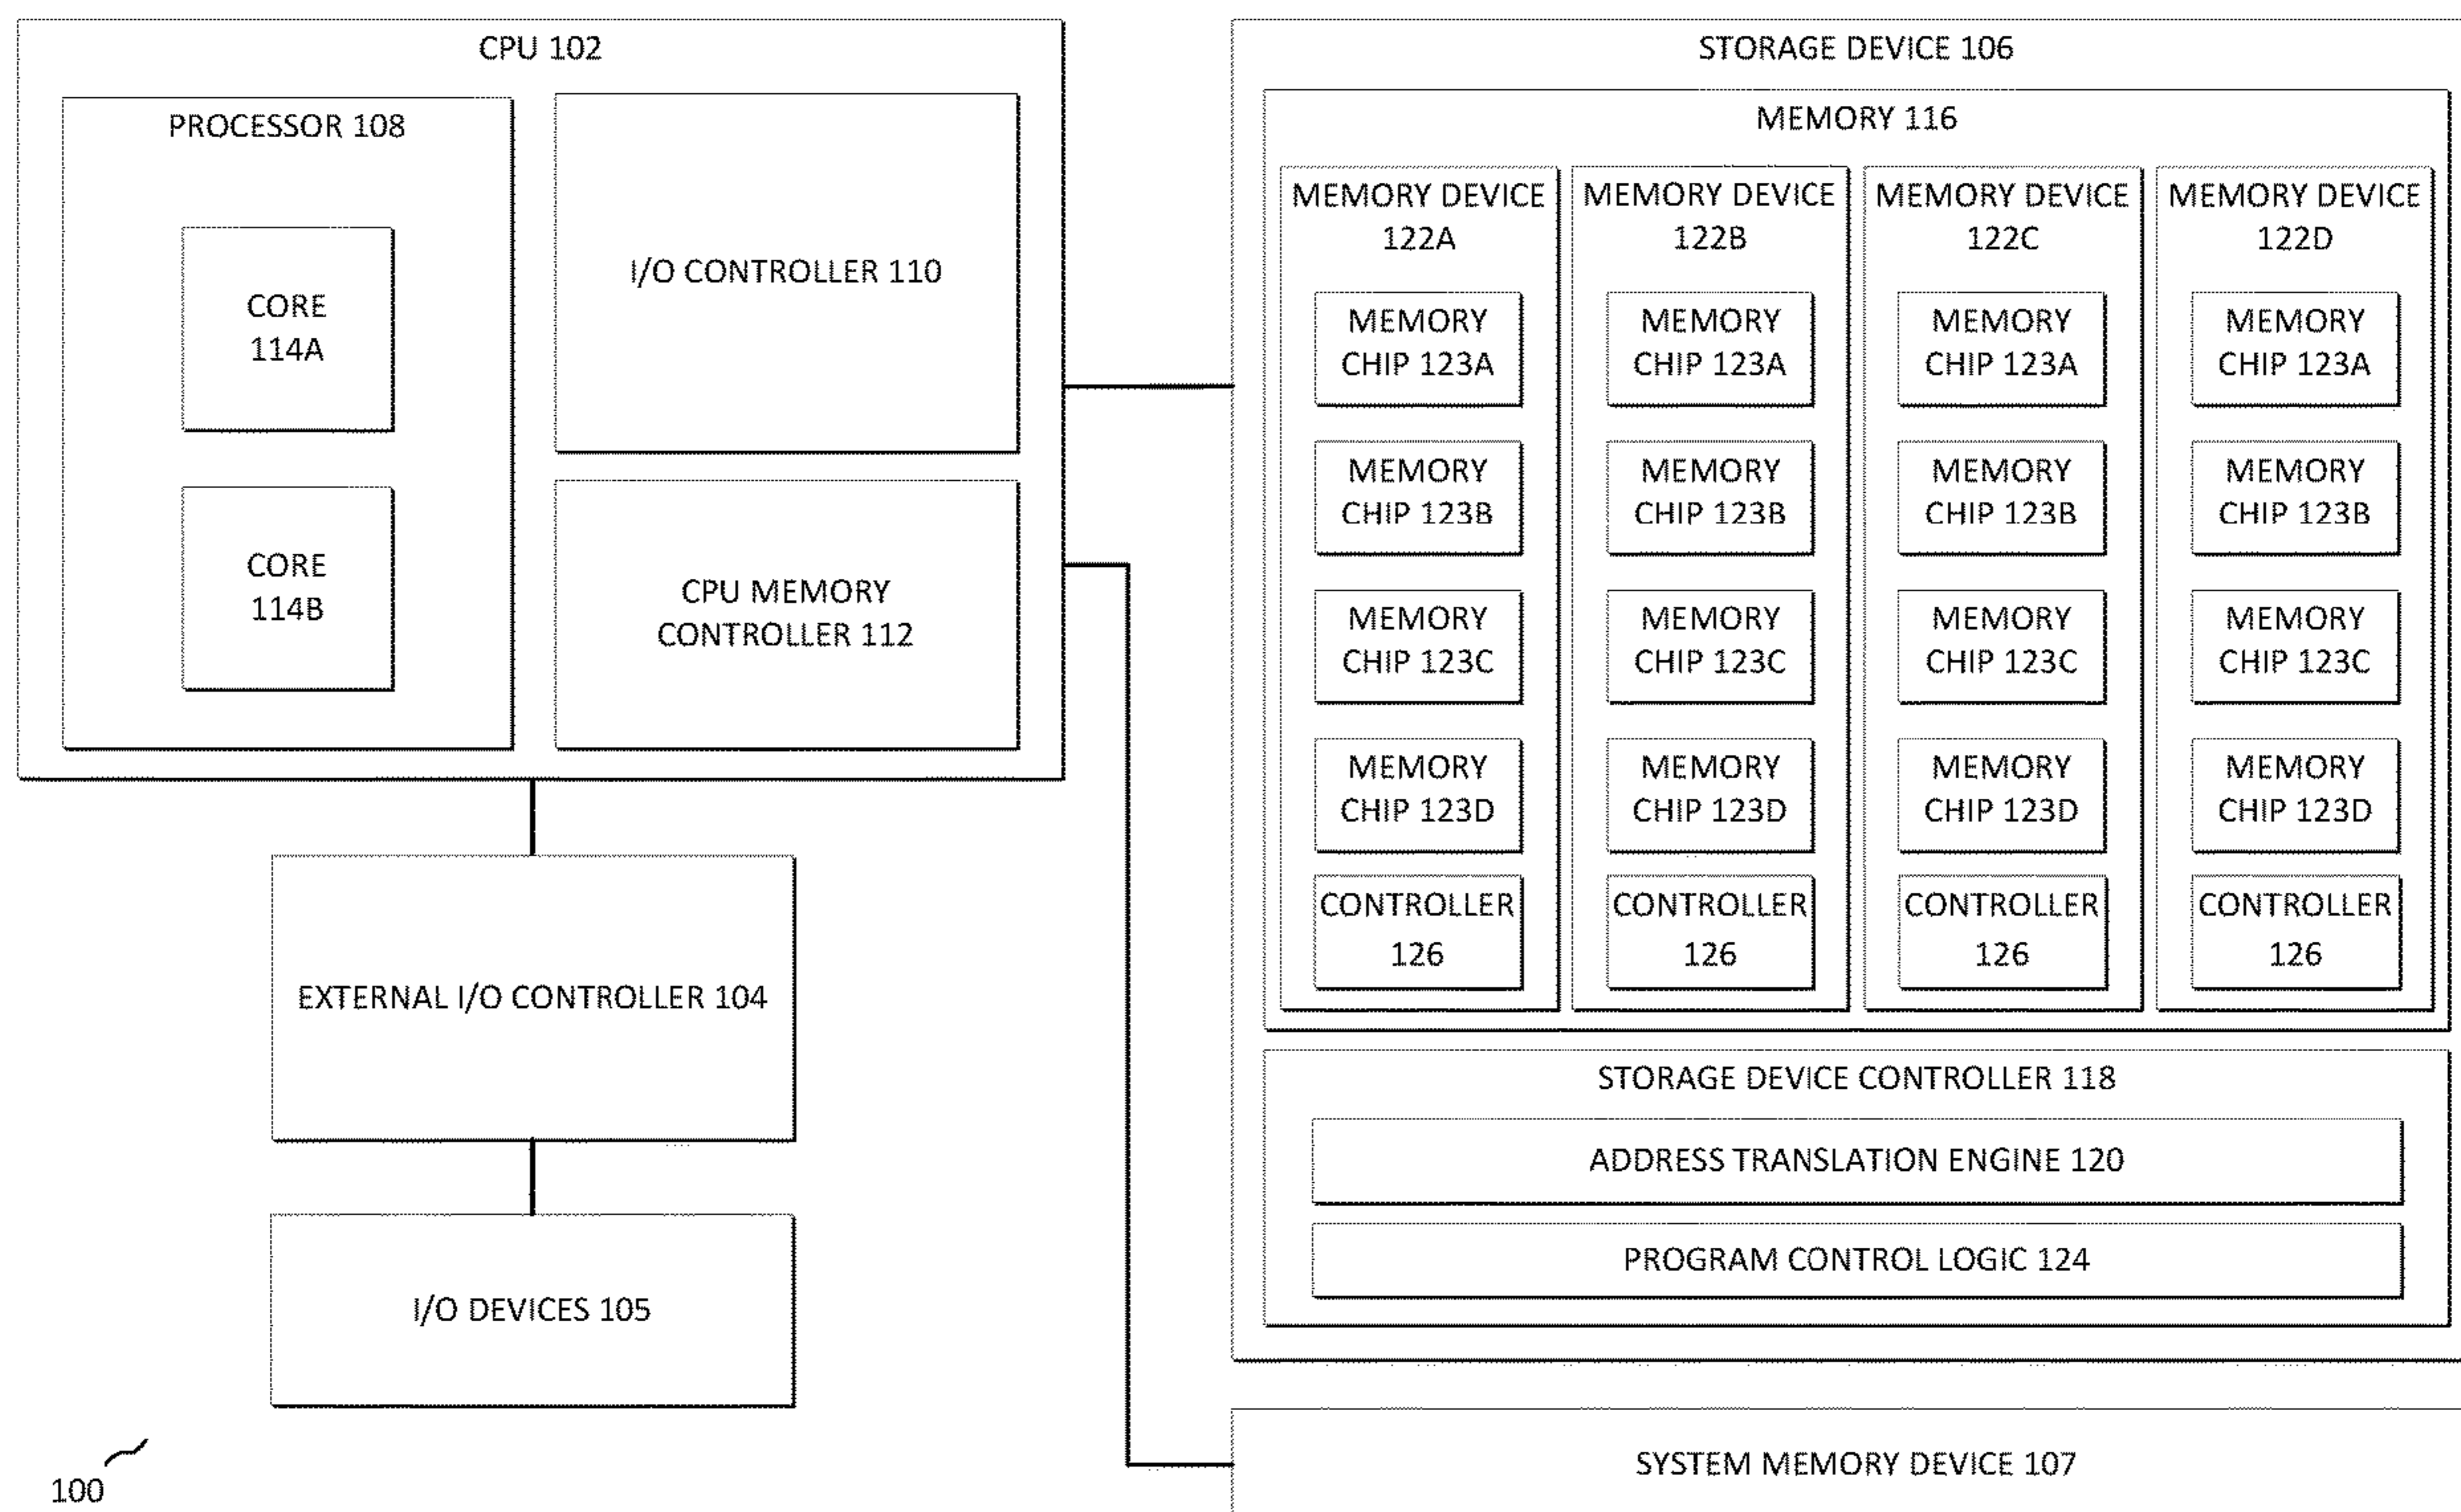 CPU 102
PROCESSOR 108
CORE
114A
CORE
114B
I/O CONTROLLER 110
CPU MEMORY
CONTROLLER 112
EXTERNAL I/O CONTROLLER 104
I/O DEVICES 105
100
STORAGE DEVICE 106
MEMORY 116
MEMORY DEVICE
122A
MEMORY
CHIP 123A
MEMORY
CHIP 123B
MEMORY
CHIP 123C
MEMORY
CHIP 123D
CONTROLLER
126
MEMORY DEVICE
122B
MEMORY
CHIP 123A
MEMORY
CHIP 123B
MEMORY
CHIP 123C
MEMORY
CHIP 123D
CONTROLLER
126
MEMORY DEVICE
122C
MEMORY
CHIP 123A
MEMORY
CHIP 123B
MEMORY
CHIP 123C
MEMORY
CHIP 123D
CONTROLLER
126
MEMORY DEVICE
122D
MEMORY
CHIP 123A
MEMORY
CHIP 123B
MEMORY
CHIP 123C
MEMORY
CHIP 123D
CONTROLLER
126
STORAGE DEVICE CONTROLLER 118
ADDRESS TRANSLATION ENGINE 120
PROGRAM CONTROL LOGIC 124
SYSTEM MEMORY DEVICE 107